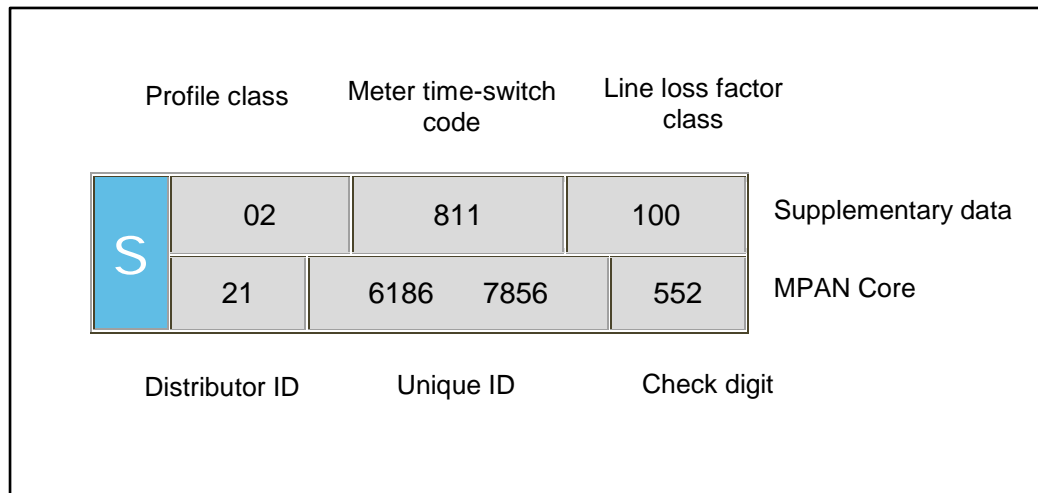 Profile class Meter time-switch code Line loss factor class
S
02 811 100 Supplementary data
21 6186 7856 552 MPAN Core
Distributor ID Unique ID Check digit